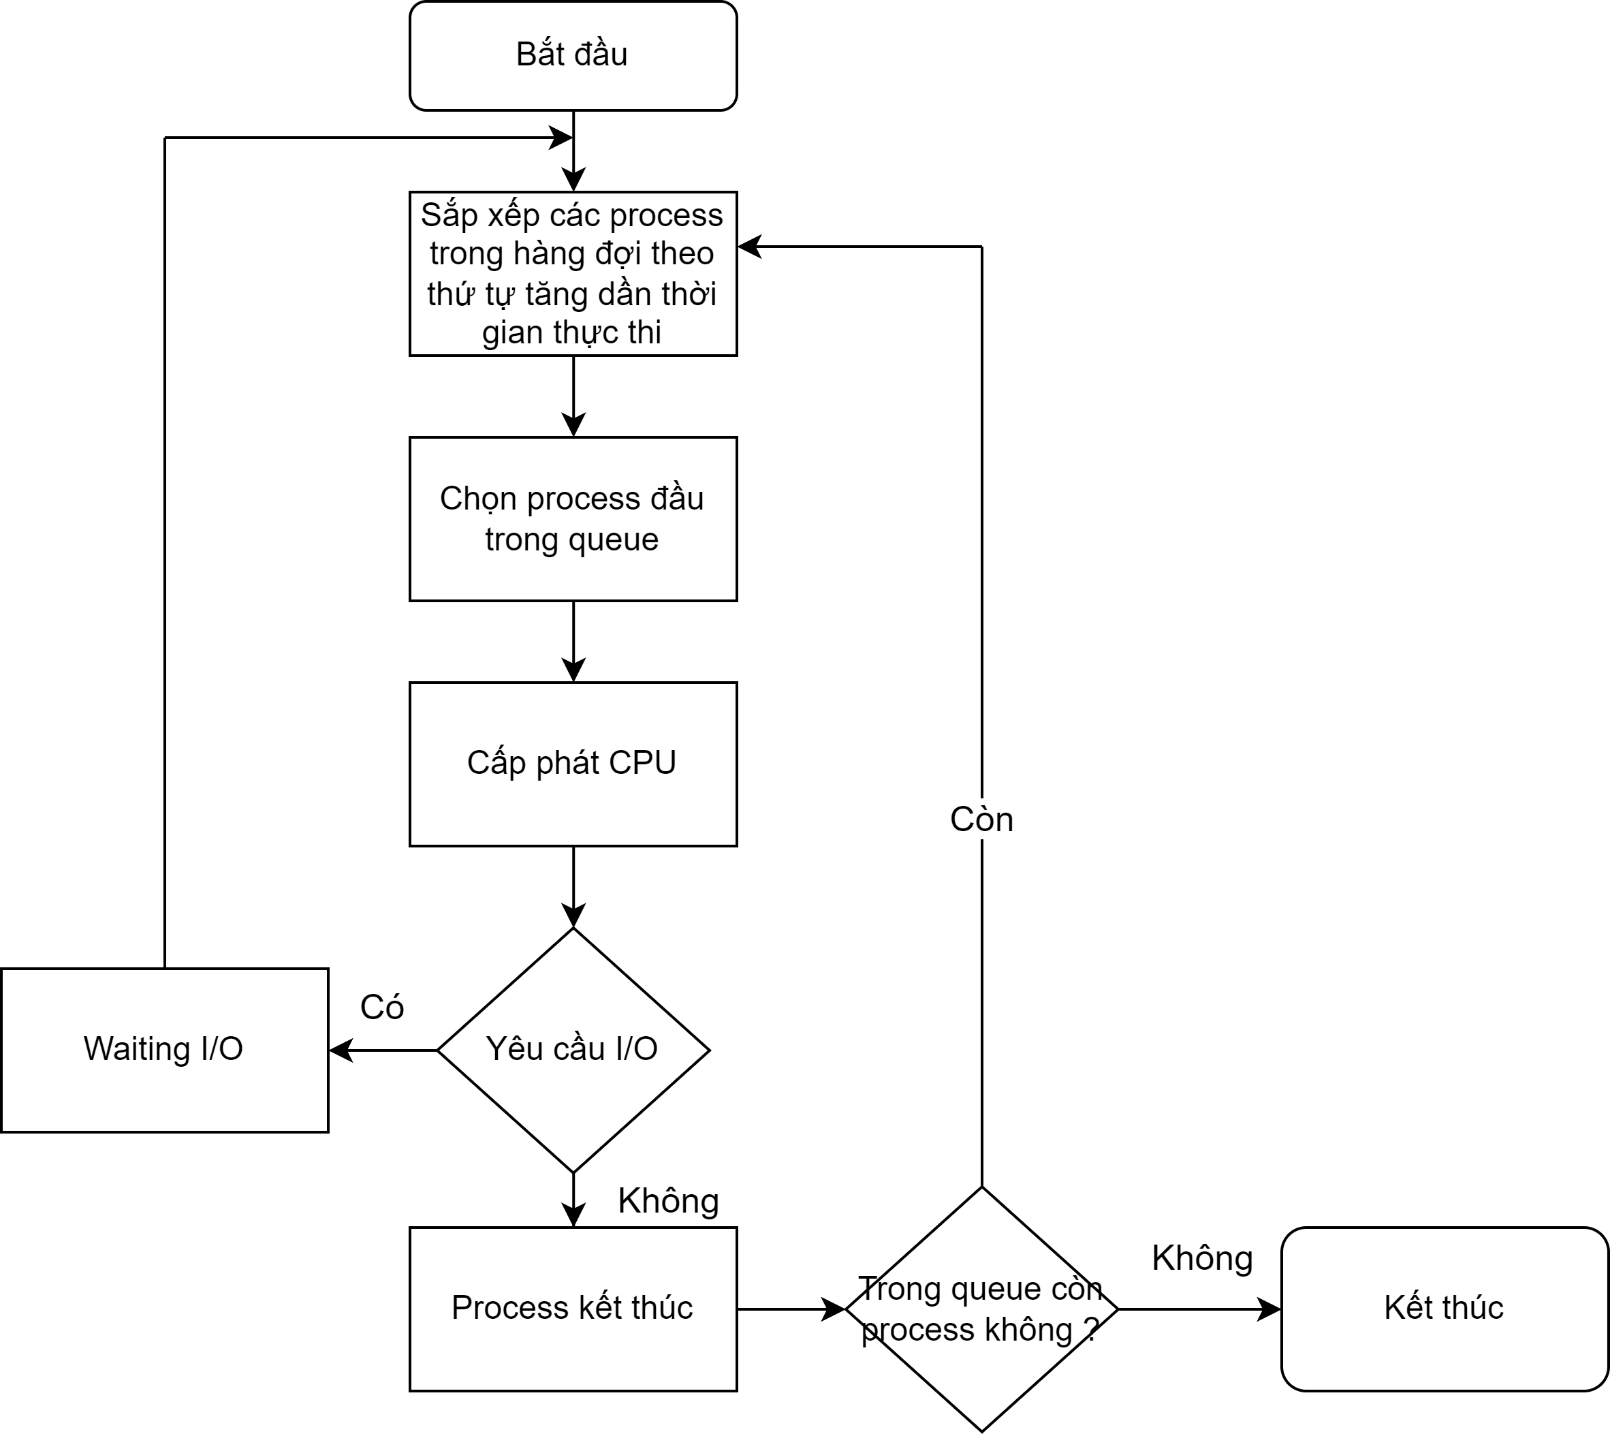 Bắt đầu
Sắp xếp các process
trong hàng đợi theo
thứ tự tăng dần thời
gian thực thi
Chọn process đầu
trong queue
Cấp phát CPU
Còn
Có
Yêu cầu I/O
Waiting I/O
Không
Process kết thúc
Trong queue còn
process không ?
Không
Kết thúc